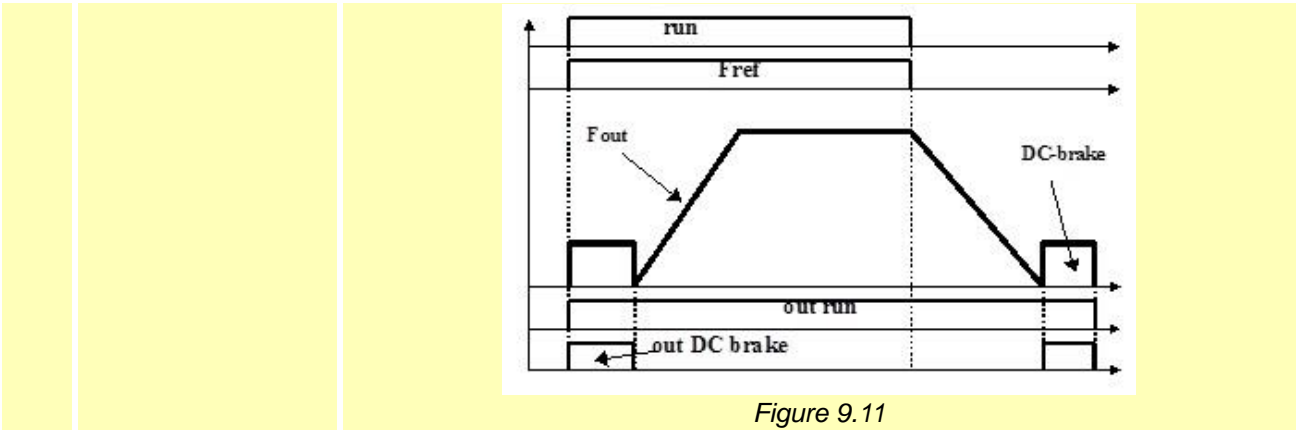 run
Fref
Fout
DC-brake
out run
out DC brake
Figure 9.11